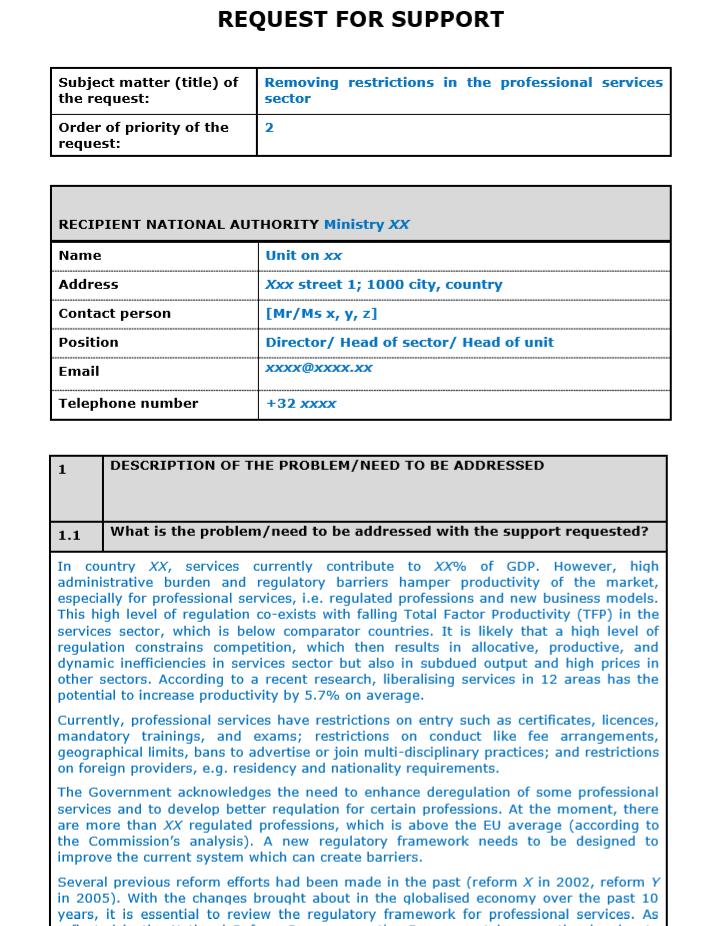 REQUEST FOR SUPPORT
Subject matter (title) of
the request:
Removing restrictions in the professional services
sector
Order of priority of the
request:
2
RECIPIENT NATIONAL AUTHORITY Ministry XX
Name
Unit on xx
Address
Xxx street 1; 1000 city, country
Contact person
[Mr/Ms x, y, z]
Position
Director/ Head of sector/ Head of unit
Email
xxxx@xxxx.xx
Telephone number
+32 xxxx
1
DESCRIPTION OF THE PROBLEM/NEED TO BE ADDRESSED
1.1
What is the problem/need to be addressed with the support requested?
In country XX, services currently contribute to XX% of GDP. However, high
administrative burden and regulatory barriers hamper productivity of the market,
especially for professional services, i.e. regulated professions and new business models.
This high level of regulation co-exists with falling Total Factor Productivity (TFP) in the
services sector, which is below comparator countries. It is likely that a high level of
regulation constrains competition, which then results in allocative, productive, and
dynamic inefficiencies in services sector but also in subdued output and high prices in
other sectors. According to a recent research, liberalising services in 12 areas has the
potential to increase productivity by 5.7% on average.
Currently, professional services have restrictions on entry such as certificates, licences,
mandatory trainings, and exams; restrictions on conduct like fee arrangements,
geographical limits, bans to advertise or join multi-disciplinary practices; and restrictions
on foreign providers, e.g. residency and nationality requirements.
The Government acknowledges the need to enhance deregulation of some professional
services and to develop better regulation for certain professions. At the moment, there
are more than XX regulated professions, which is above the EU average (according to
the Commission's analysis). A new regulatory framework needs to be designed to
improve the current system which can create barriers.
Several previous reform efforts had been made in the past (reform X in 2002, reform Y
in 2005). With the changes brought about in the globalised economy over the past 10
years, it is essential to review the regulatory framework for professional services. As